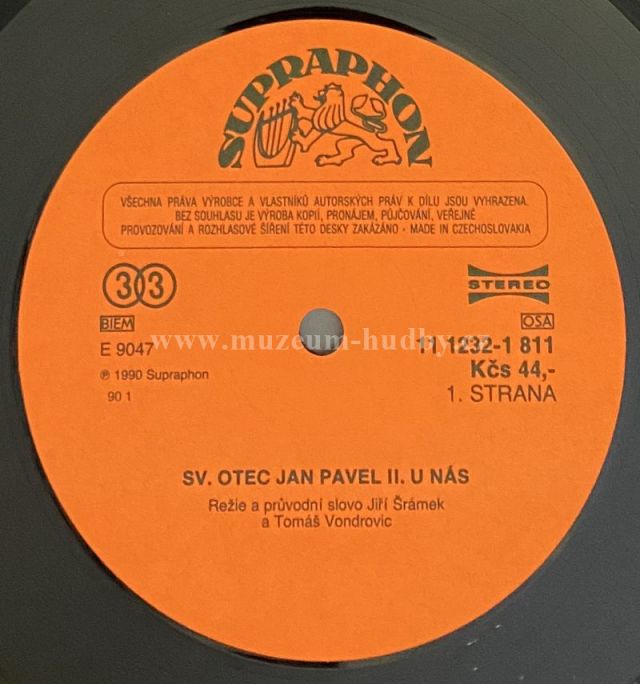 SUPRAPHON
VŠECHNA PRÁVA VÝROBCE A VLASTNÍKŮ AUTORSKÝCH PRÁV K DÍLU JSOU VYHRAZENA.
BEZ SOUHLASU JE VÝROBA KOPIÍ, PRONÁJEM, PŮJČOVÁNÍ, VEŘEJNÉ
PROVOZOVÁNÍ A ROZHLASOVÉ ŠÍŘENÍ TÉTO DESKY ZAKÁZÁNO - MADE IN CZECHOSLOVAKIA
33 STEREO
BIEM OSA
www.muzeum-hudby.cz
E 9047 11 1232-1 811
℗ 1990 Supraphon Kčs 44,-
90 1 1. STRANA
SV. OTEC JAN PAVEL II. U NÁS
Režie a průvodní slovo Jiří Šrámek
a Tomáš Vondrovic